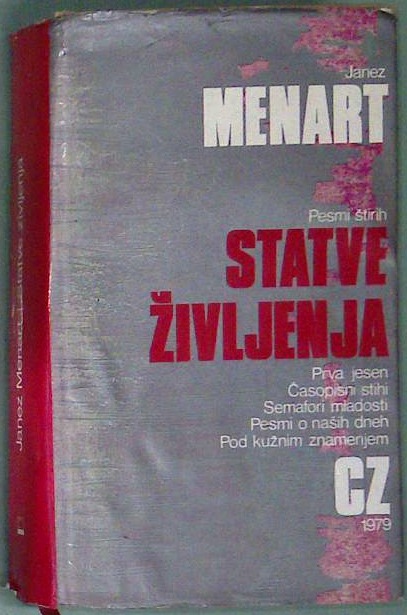 Janez
MENART
Pesmi štirih
STATVE
ŽIVLJENJA
Prva jesen
Časopisni stihi
Semafori mladosti
Pesmi o naših dneh
Pod kužnim znamenjem
CZ
1979
Janez Menart Statve življenja